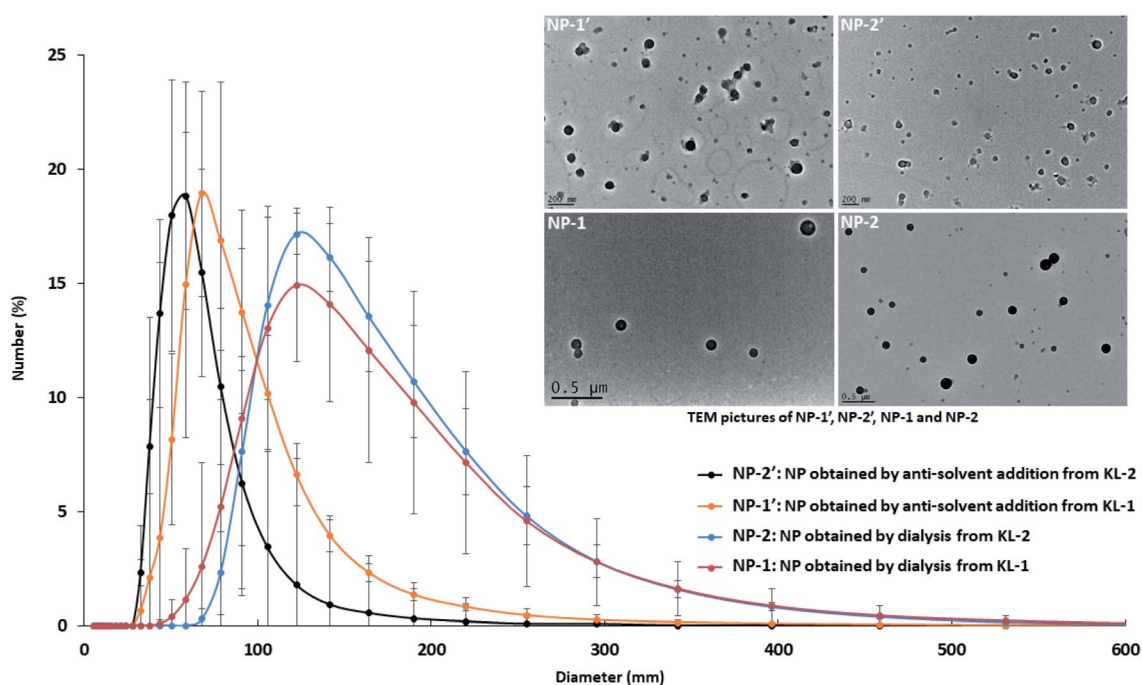 NP-1’
NP-2’
200 nm
200 nm
NP-1
NP-2
0.5 µm
0.5 µm
TEM pictures of NP-1’, NP-2’, NP-1 and NP-2
NP-2’: NP obtained by anti-solvent addition from KL-2
NP-1’: NP obtained by anti-solvent addition from KL-1
NP-2: NP obtained by dialysis from KL-2
NP-1: NP obtained by dialysis from KL-1
25
20
15
10
5
0
Number (%)
0 100 200 300 400 500 600
Diameter (mm)